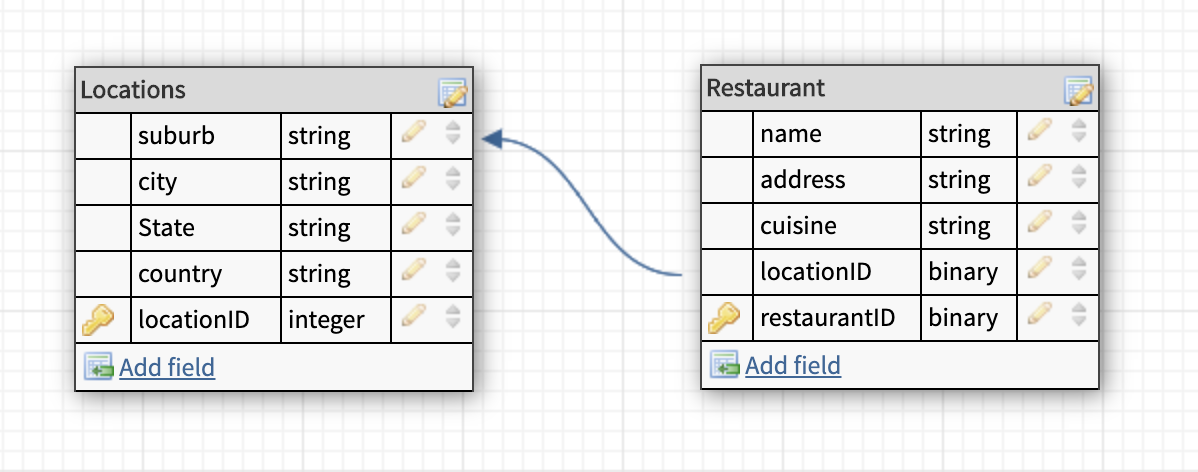 Locations
suburb string
city string
State string
country string
locationID integer
Add field
Restaurant
name string
address string
cuisine string
locationID binary
restaurantID binary
Add field